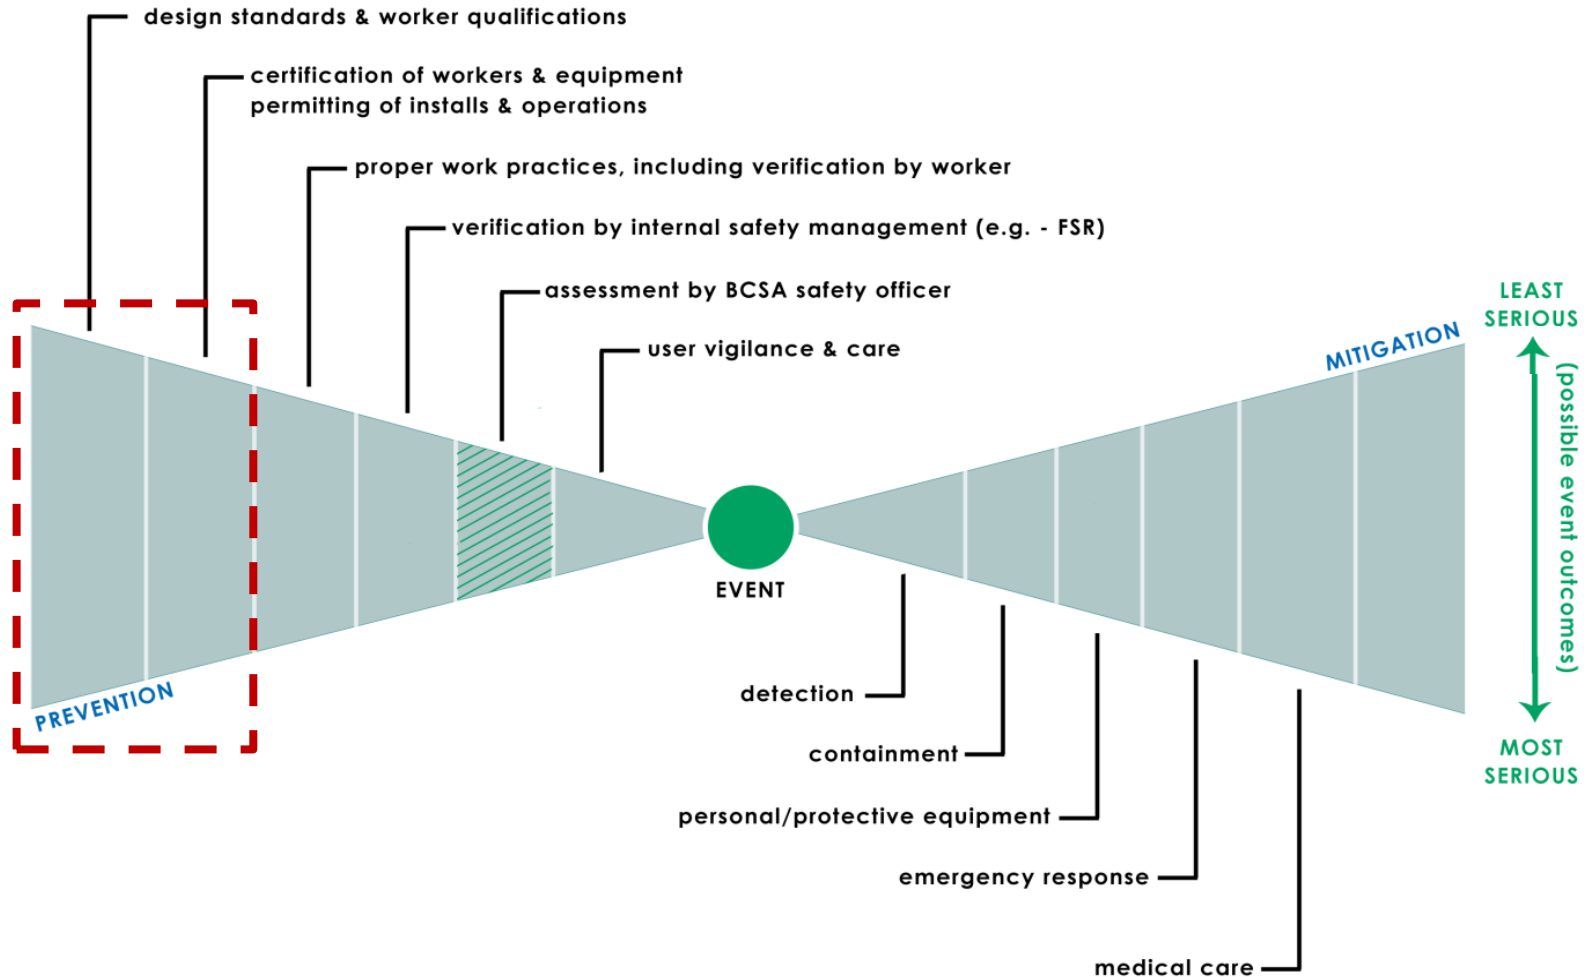 design standards & worker qualifications
certification of workers & equipment
permitting of installs & operations
proper work practices, including verification by worker
verification by internal safety management (e.g. - FSR)
assessment by BCSA safety officer
user vigilance & care
LEAST
SERIOUS
MITIGATION
(possible event outcomes)
EVENT
PREVENTION
detection
containment
MOST
SERIOUS
personal/protective equipment
emergency response
medical care